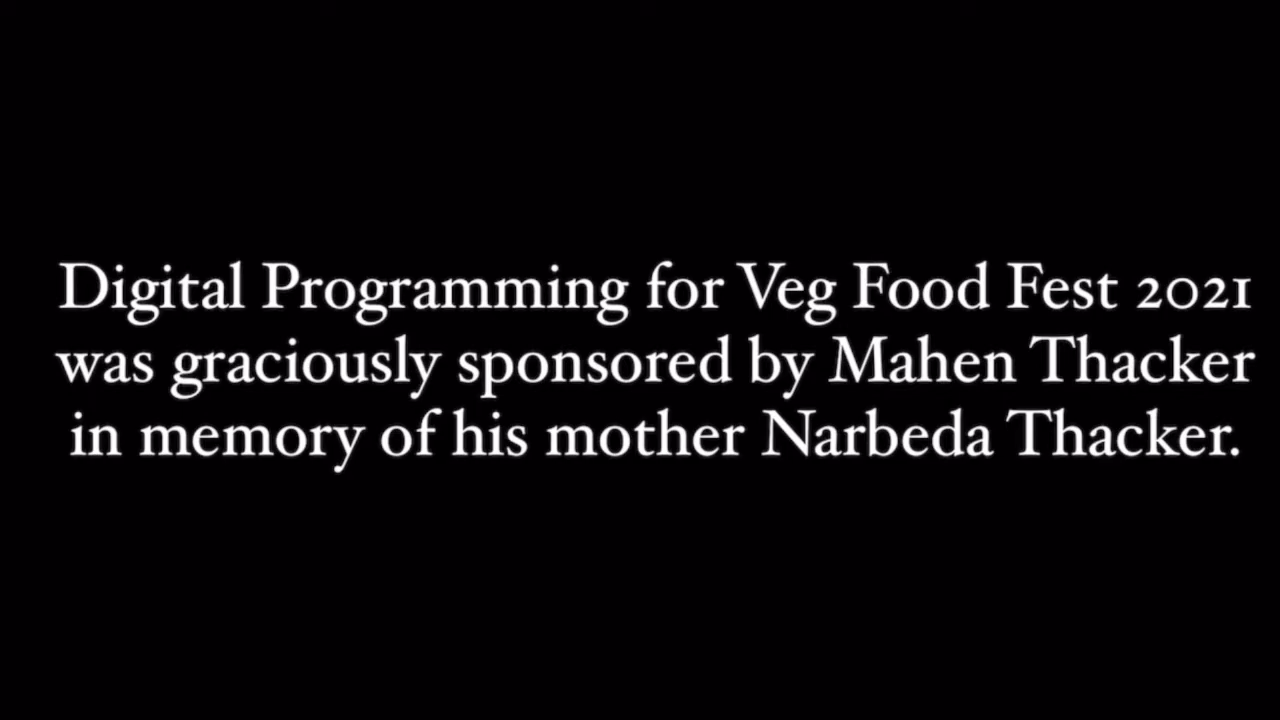 Digital Programming for Veg Food Fest 2021
was graciously sponsored by Mahen Thacker
in memory of his mother Narbeda Thacker.